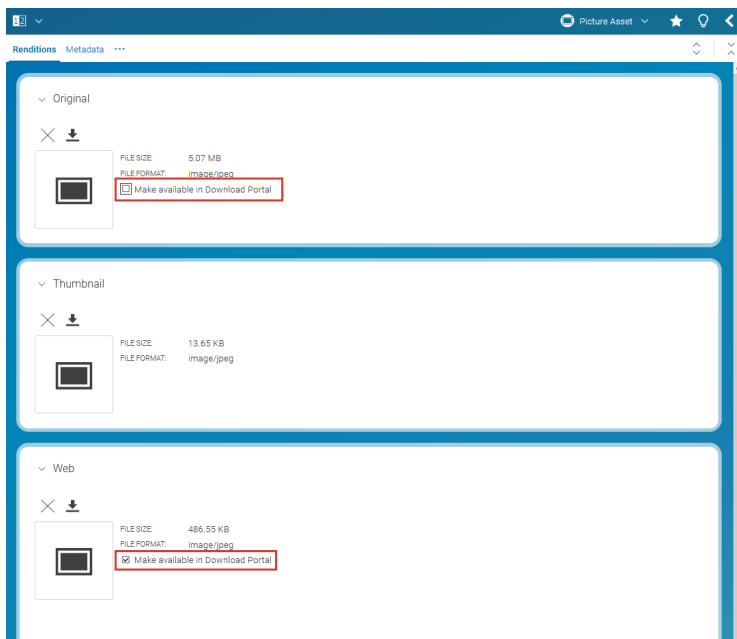 12
Picture Asset
Renditions Metadata ...
Original
FILE SIZE: 5.07 MB
FILE FORMAT: image/jpeg
Make available in Download Portal
Thumbnail
FILE SIZE: 13.65 KB
FILE FORMAT: image/jpeg
Web
FILE SIZE: 486.55 KB
FILE FORMAT: image/jpeg
Make available in Download Portal